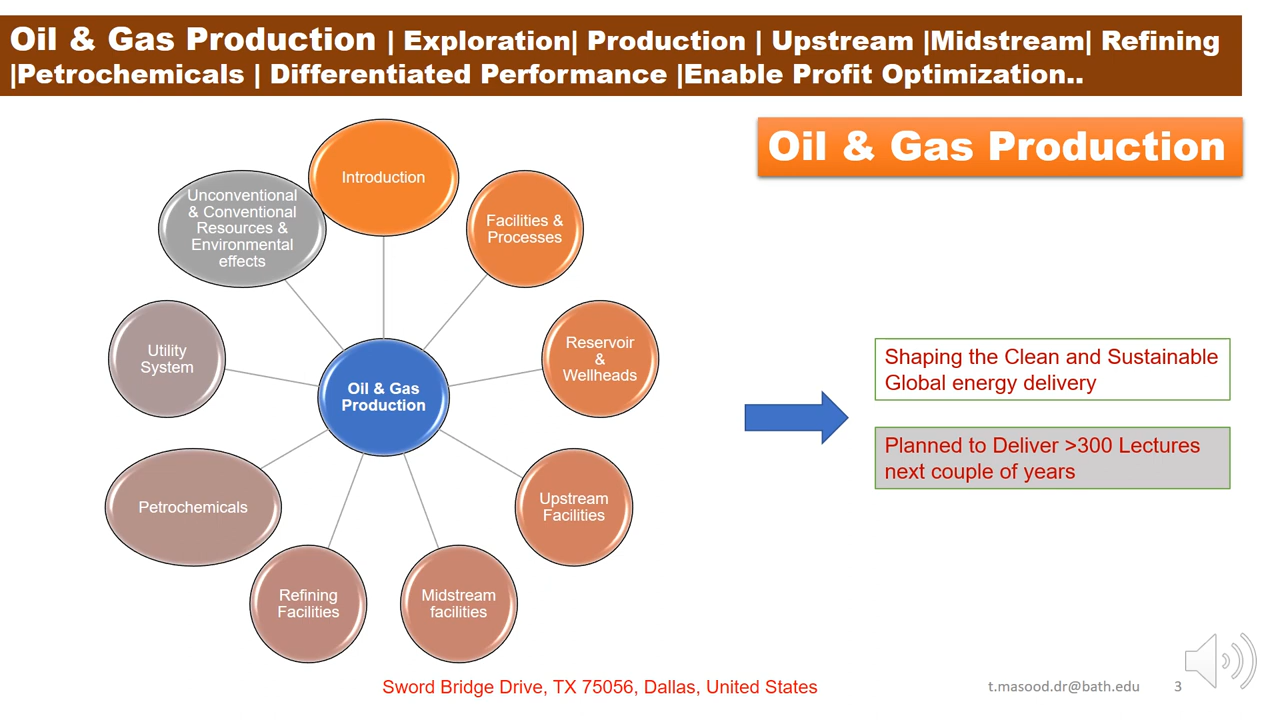 Oil & Gas Production | Exploration| Production | Upstream |Midstream| Refining
|Petrochemicals | Differentiated Performance |Enable Profit Optimization..
Oil & Gas Production
Introduction
Facilities &
Processes
Reservoir
&
Wellheads
Upstream
Facilities
Midstream
facilities
Refining
Facilities
Petrochemicals
Utility
System
Unconventional
& Conventional
Resources &
Environmental
effects
Oil & Gas
Production
Shaping the Clean and Sustainable
Global energy delivery
Planned to Deliver >300 Lectures
next couple of years
Sword Bridge Drive, TX 75056, Dallas, United States
t.masood.dr@bath.edu
3